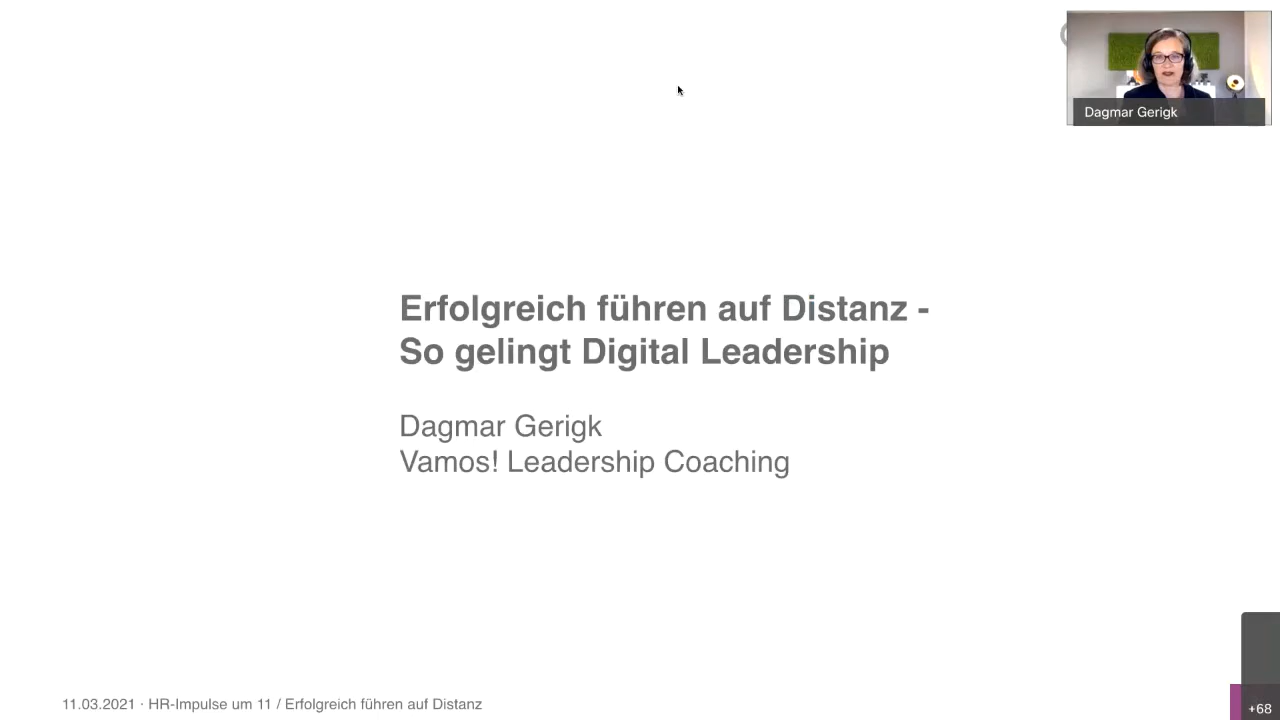 Dagmar Gerigk
Erfolgreich führen auf Distanz -
So gelingt Digital Leadership
Dagmar Gerigk
Vamos! Leadership Coaching
11.03.2021 · HR-Impulse um 11 / Erfolgreich führen auf Distanz
+68